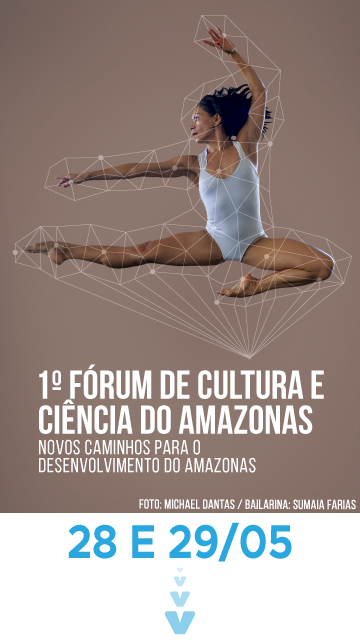 1º FÓRUM DE CULTURA E
CIÊNCIA DO AMAZONAS
NOVOS CAMINHOS PARA O
DESENVOLVIMENTO DO AMAZONAS
FOTO: MICHAEL DANTAS / BAILARINA: SUMAIA FARIAS
28 E 29/05